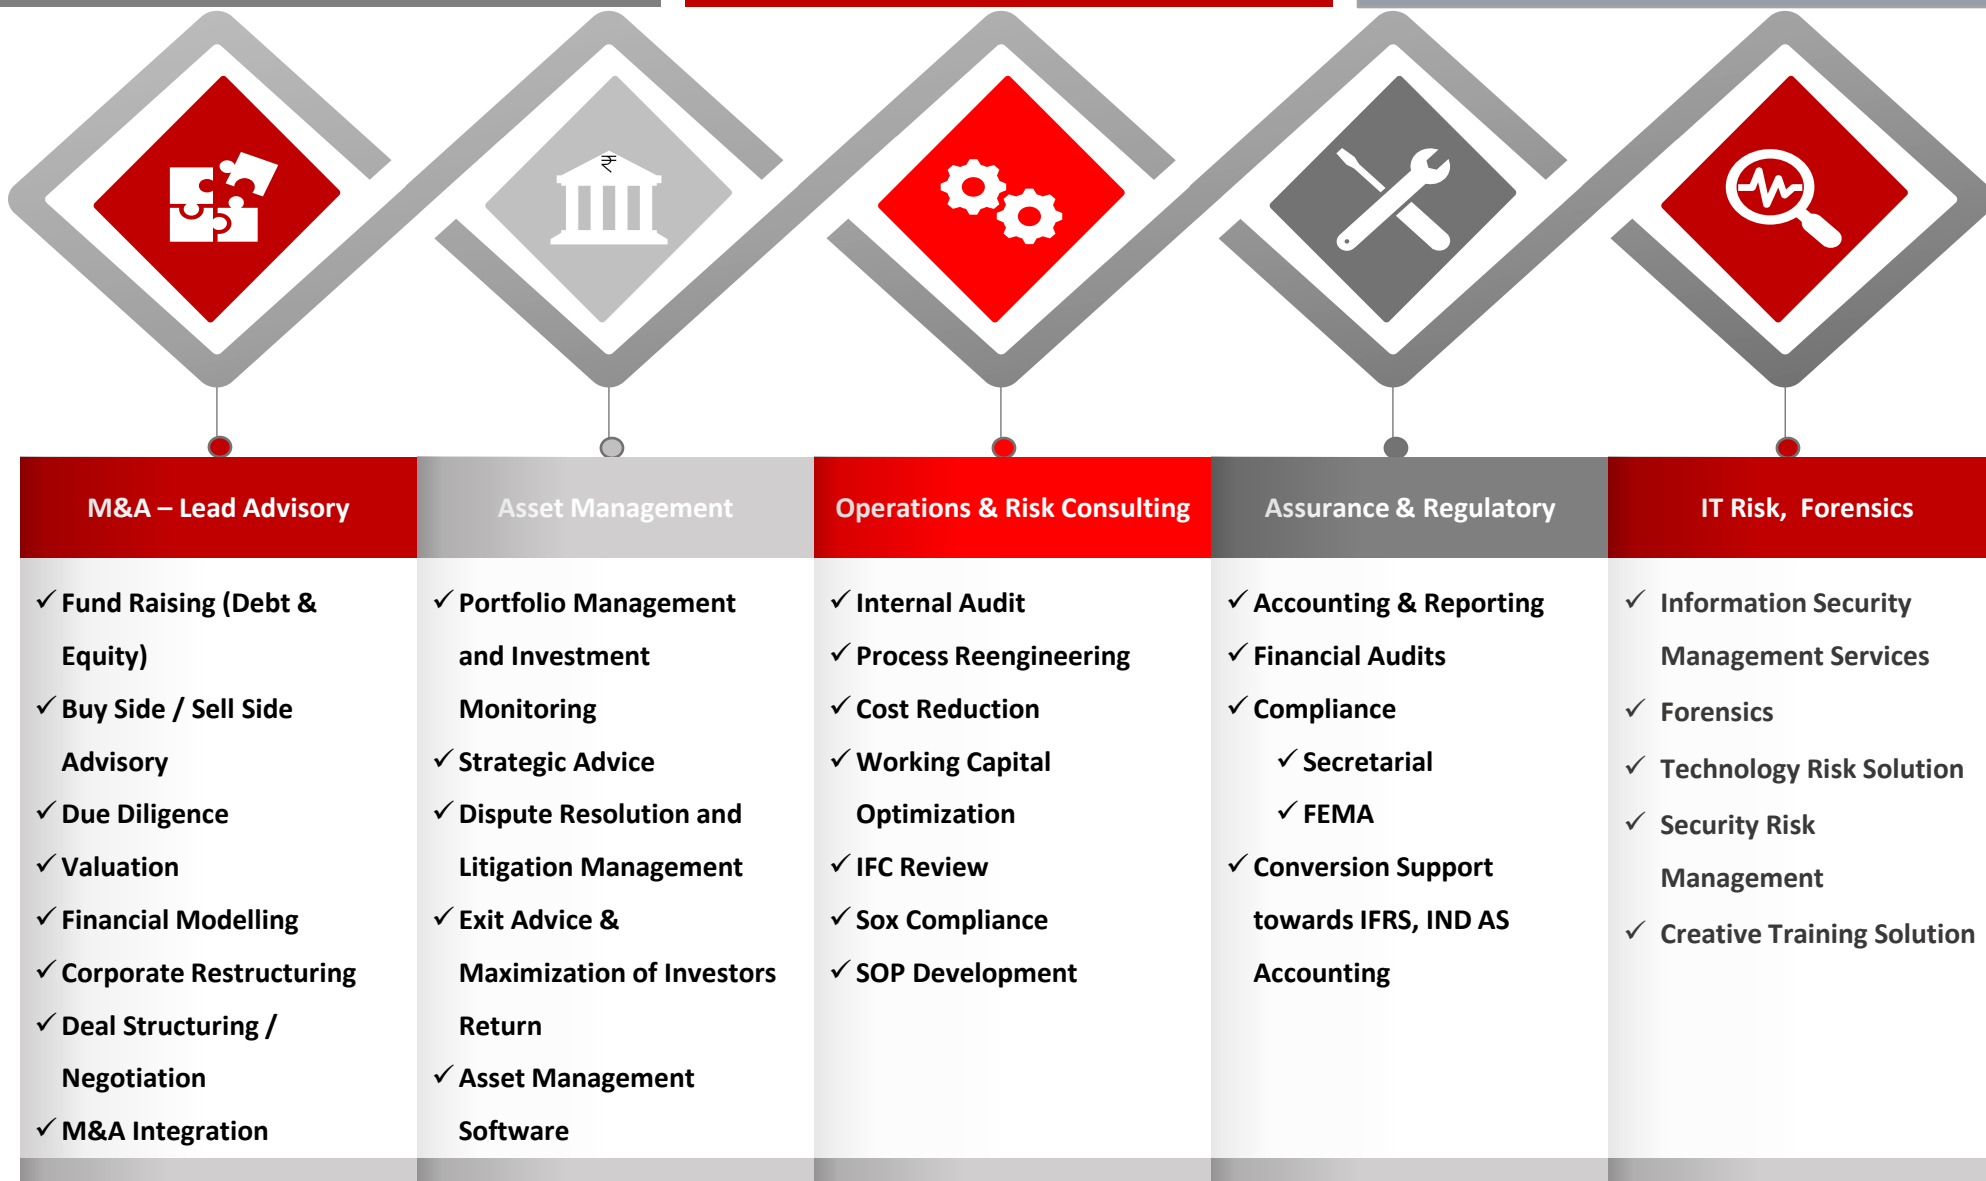 ₹
M&A – Lead Advisory
✓ Fund Raising (Debt &
Equity)
✓ Buy Side / Sell Side
Advisory
✓ Due Diligence
✓ Valuation
✓ Financial Modelling
✓ Corporate Restructuring
✓ Deal Structuring /
Negotiation
✓ M&A Integration
Asset Management
✓ Portfolio Management
and Investment
Monitoring
✓ Strategic Advice
✓ Dispute Resolution and
Litigation Management
✓ Exit Advice &
Maximization of Investors
Return
✓ Asset Management
Software
Operations & Risk Consulting
✓ Internal Audit
✓ Process Reengineering
✓ Cost Reduction
✓ Working Capital
Optimization
✓ IFC Review
✓ Sox Compliance
✓ SOP Development
Assurance & Regulatory
✓ Accounting & Reporting
✓ Financial Audits
✓ Compliance
✓ Secretarial
✓ FEMA
✓ Conversion Support
towards IFRS, IND AS
Accounting
IT Risk, Forensics
✓ Information Security
Management Services
✓ Forensics
✓ Technology Risk Solution
✓ Security Risk
Management
✓ Creative Training Solution